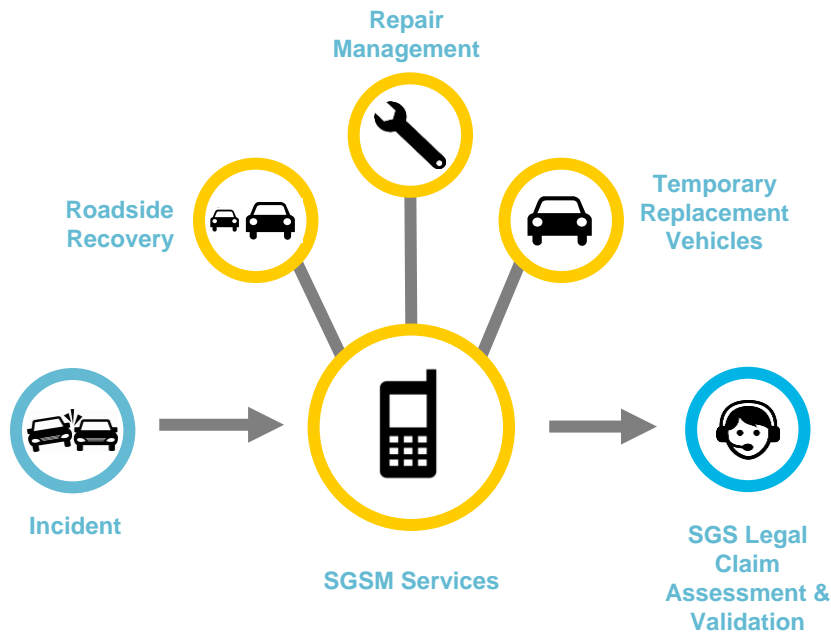 Repair
Management
Roadside
Recovery
Temporary
Replacement
Vehicles
Incident
SGSM Services
SGS Legal
Claim
Assessment &
Validation